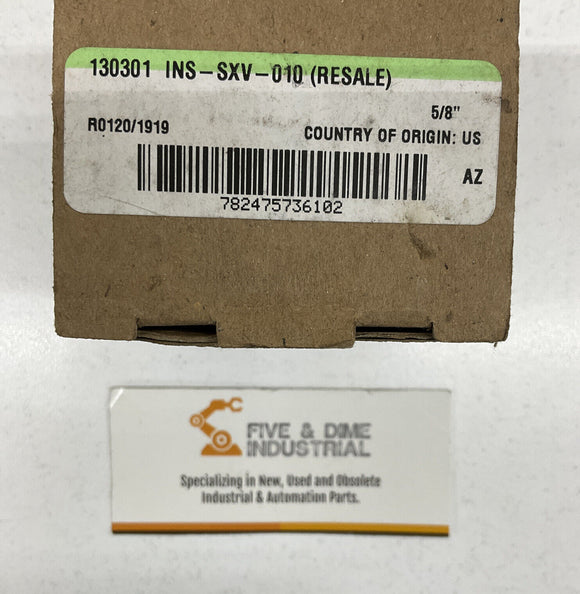 130301 INS-SXV-010 (RESALE)
5/8"
R0120/1919
COUNTRY OF ORIGIN: US
AZ
782475736102
FIVE & DIME
INDUSTRIAL
Specializing in New, Used and Obsolete
Industrial & Automation Parts.